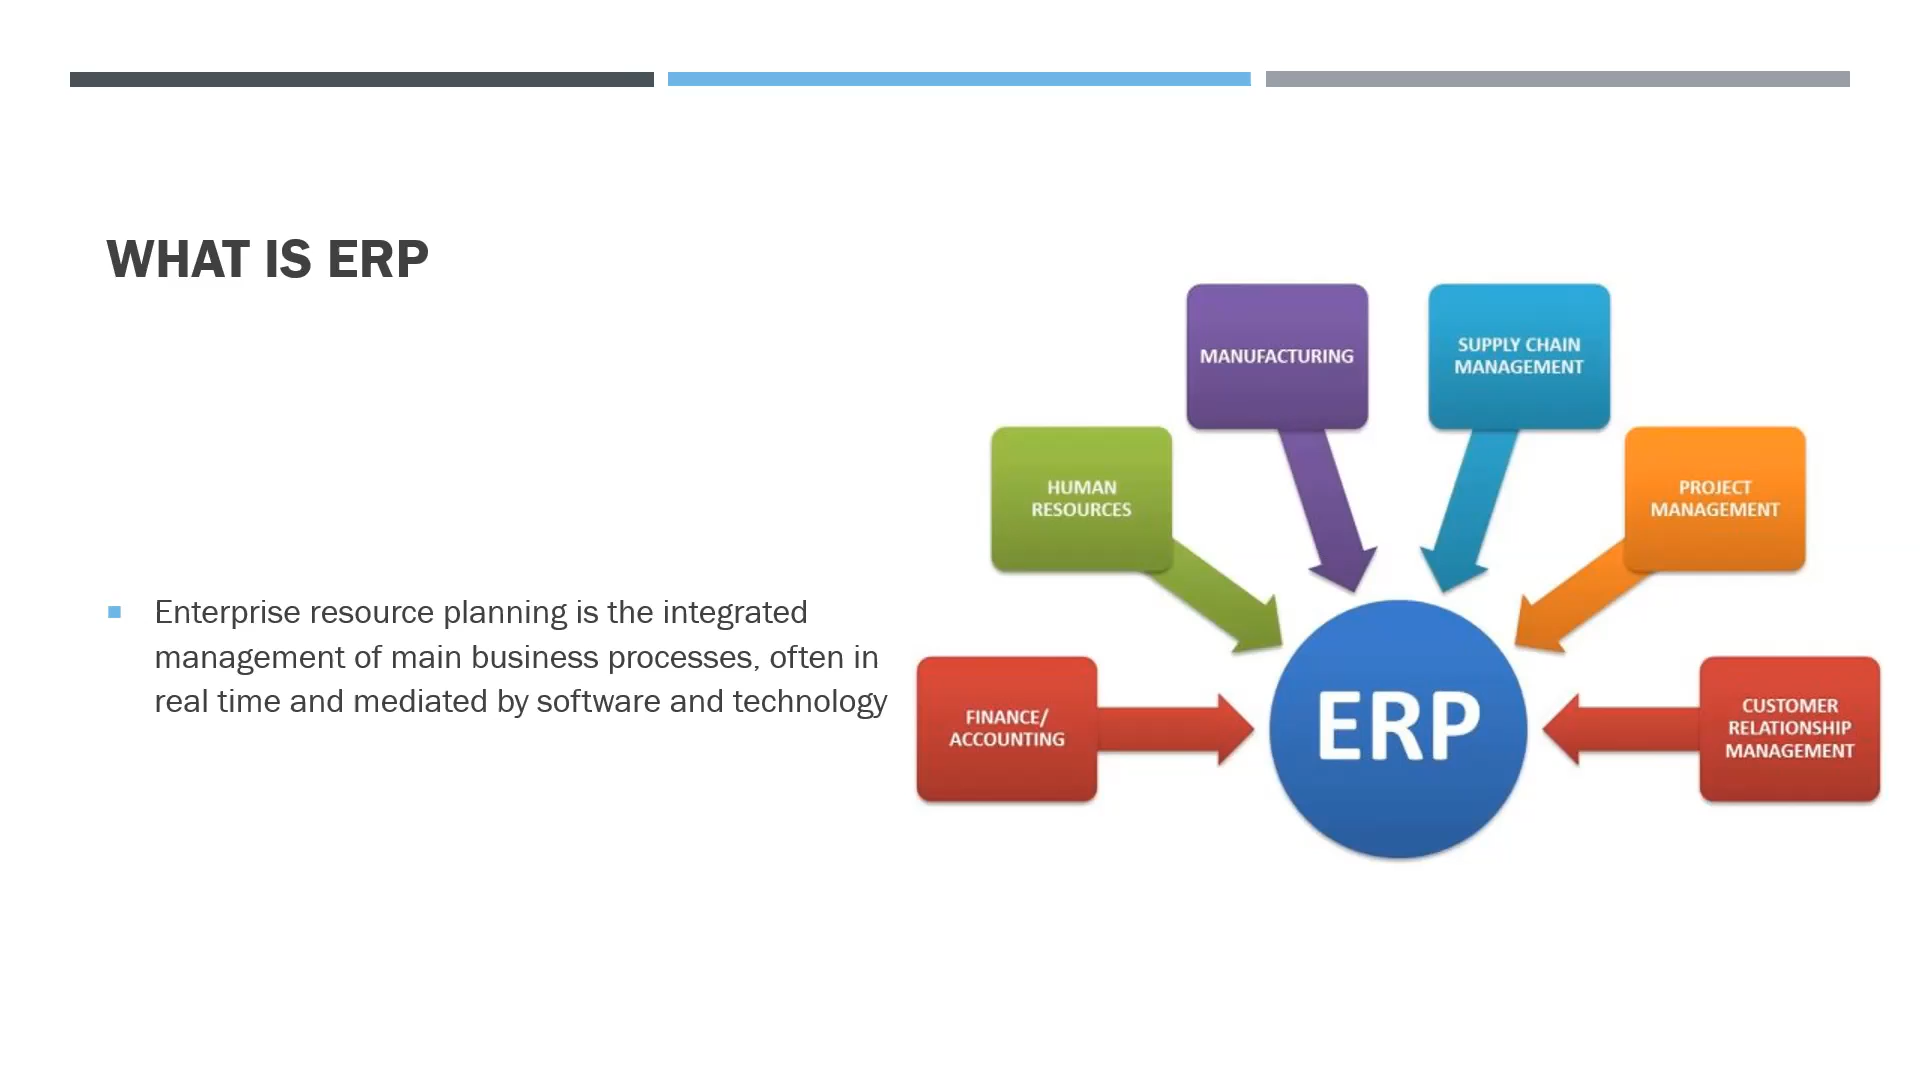 WHAT IS ERP
Enterprise resource planning is the integrated
management of main business processes, often in
real time and mediated by software and technology
MANUFACTURING
SUPPLY CHAIN
MANAGEMENT
HUMAN
RESOURCES
PROJECT
MANAGEMENT
FINANCE/
ACCOUNTING
ERP
CUSTOMER
RELATIONSHIP
MANAGEMENT